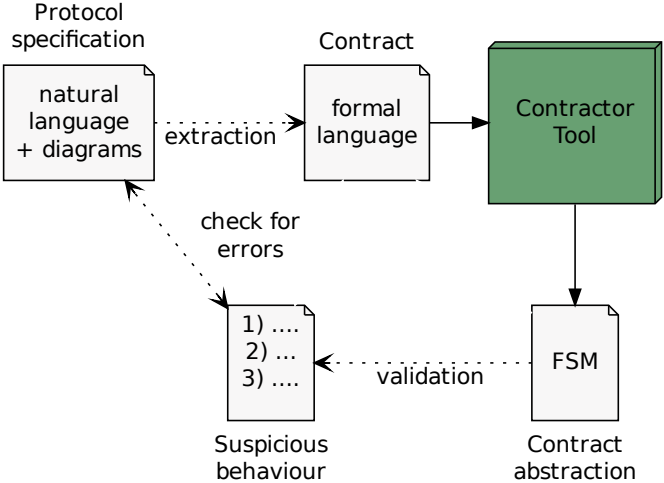 Protocol
specification
natural
language
+ diagrams
extraction
Contract
formal
language
Contractor
Tool
check for
errors
1) ....
2) ...
3) ....
validation
FSM
Suspicious
behaviour
Contract
abstraction